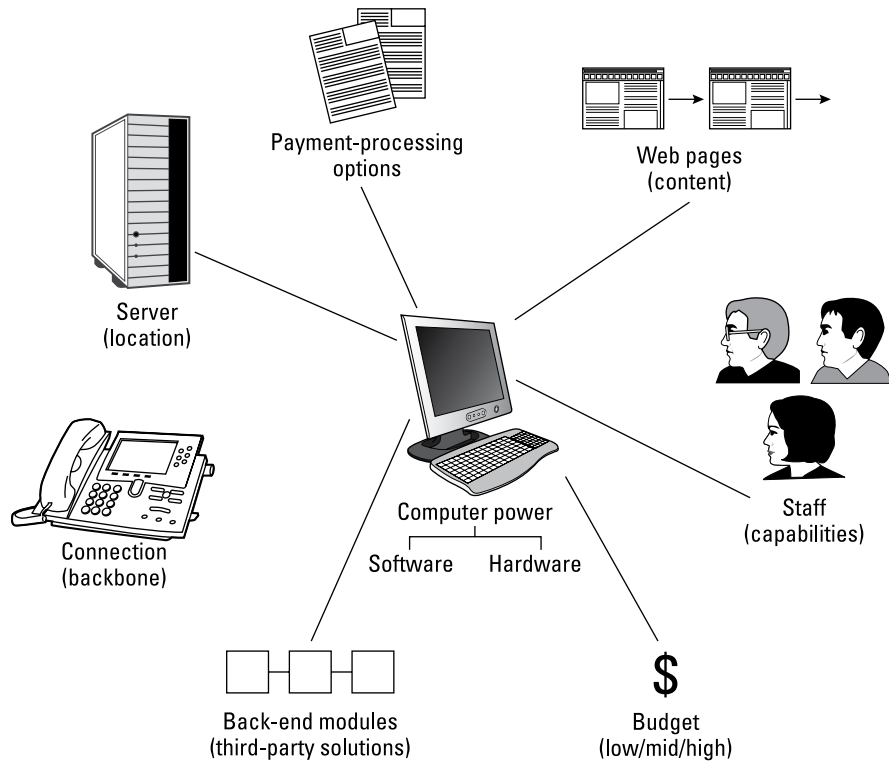 Payment-processing
options
Web pages
(content)
Server
(location)
Staff
(capabilities)
Connection
(backbone)
Computer power
Software Hardware
Back-end modules
(third-party solutions)
$
Budget
(low/mid/high)